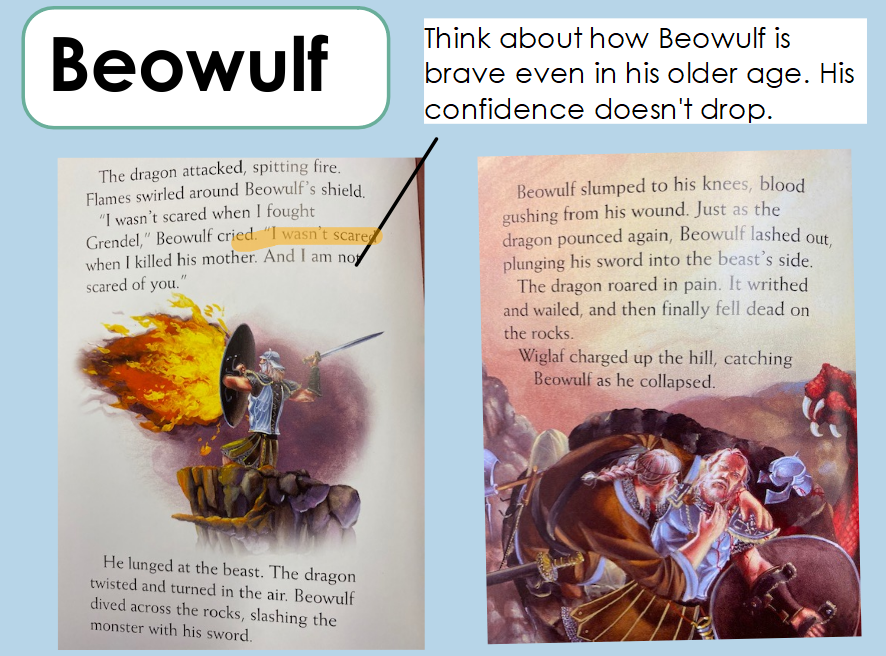 Beowulf
Think about how Beowulf is
brave even in his older age. His
confidence doesn't drop.
The dragon attacked, spitting fire.
Flames swirled around Beowulf's shield.
"I wasn't scared when I fought
Grendel," Beowulf cried. "I wasn't scared
when I killed his mother. And I am not
scared of you."
He lunged at the beast. The dragon
twisted and turned in the air. Beowulf
dived across the rocks, slashing the
monster with his sword.
Beowulf slumped to his knees, blood
gushing from his wound. Just as the
dragon pounced again, Beowulf lashed out,
plunging his sword into the beast's side.
The dragon roared in pain. It writhed
and wailed, and then finally fell dead on
the rocks.
Wiglaf charged up the hill, catching
Beowulf as he collapsed.